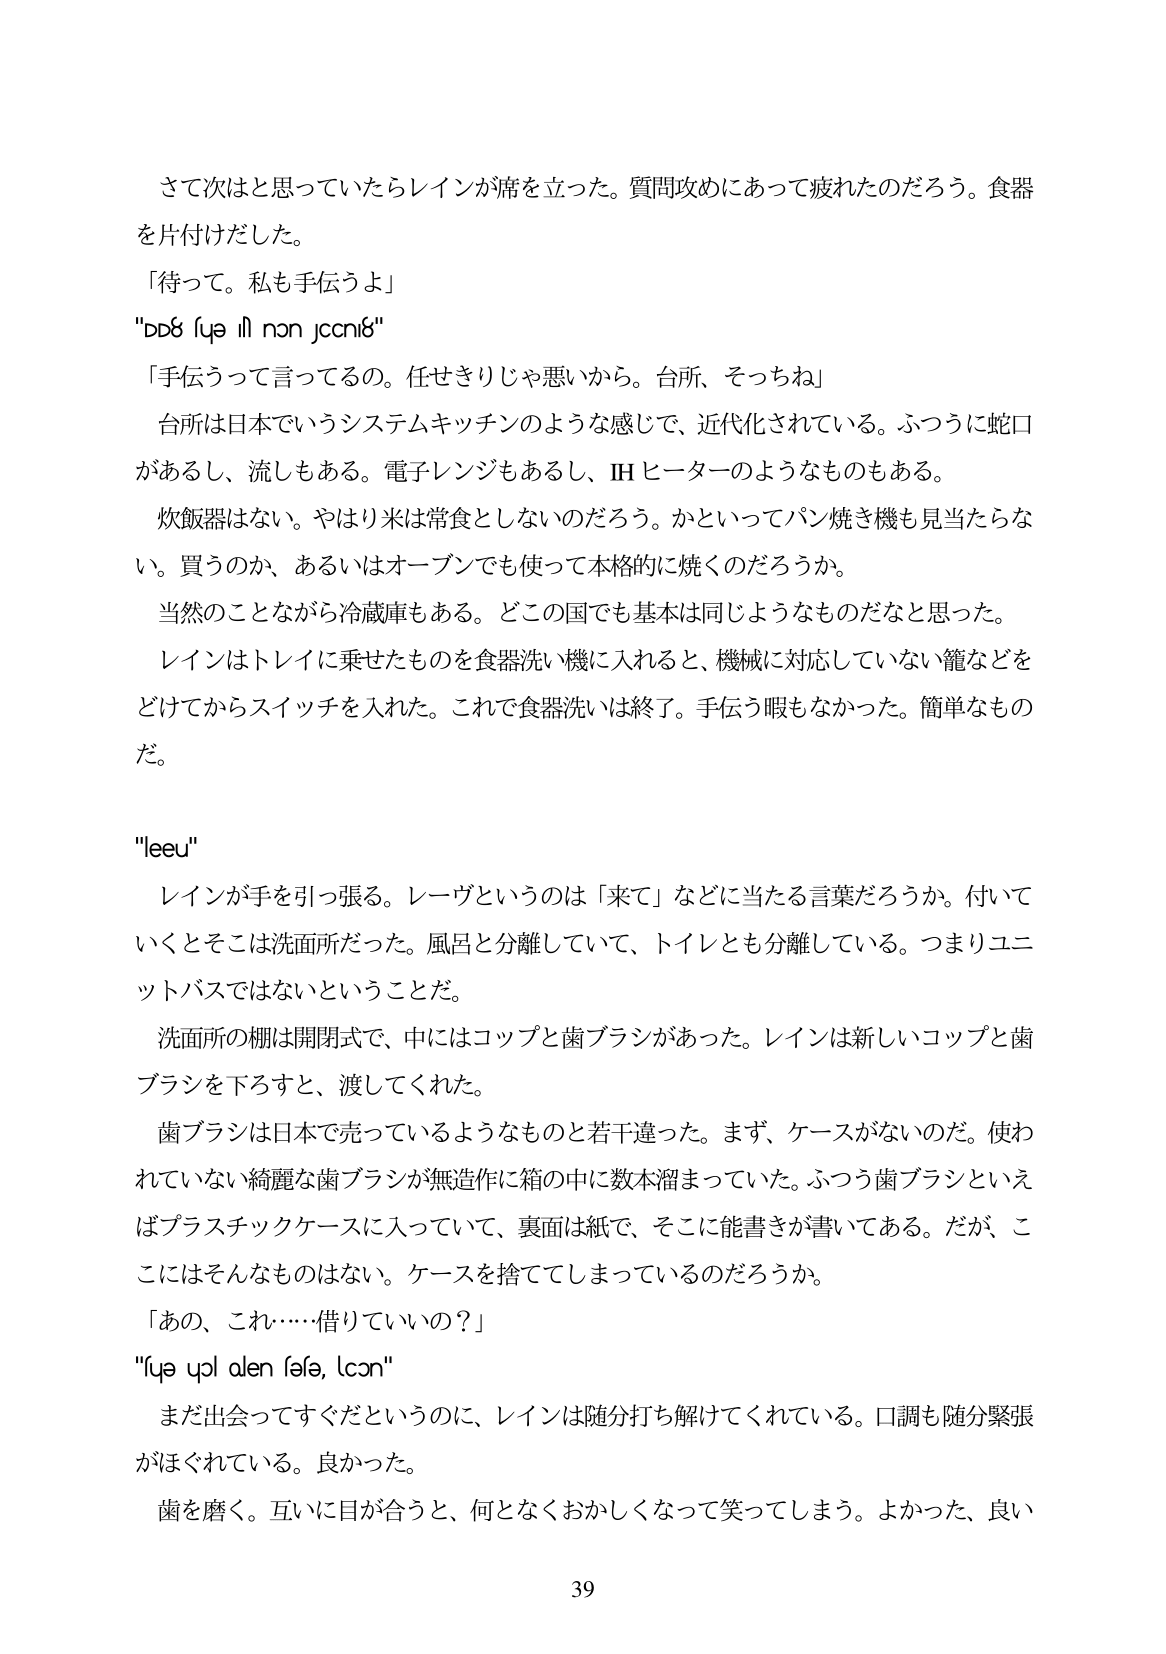 さて次はと思っていたらレインが席を立った。質問攻めにあって疲れたのだろう。食器
を片付けだした。
「待って。私も手伝うよ」
「手伝うって言ってるの。任せきりじゃ悪いから。台所、そっちね」
台所は日本でいうシステムキッチンのような感じで、近代化されている。ふつうに蛇口
があるし、流しもある。電子レンジもあるし、IH ヒーターのようなものもある。
炊飯器はない。やはり米は常食としないのだろう。かといってパン焼き機も見当たらな
い。買うのか、あるいはオーブンでも使って本格的に焼くのだろうか。
当然のことながら冷蔵庫もある。どこの国でも基本は同じようなものだなと思った。
レインはトレイに乗せたものを食器洗い機に入れると、機械に対応していない籠などを
どけてからスイッチを入れた。これで食器洗いは終了。手伝う暇もなかった。簡単なもの
だ。
"leeu"
レインが手を引っ張る。レーヴというのは「来て」などに当たる言葉だろうか。付いて
いくとそこは洗面所だった。風呂と分離していて、トイレとも分離している。つまりユニ
ットバスではないということだ。
洗面所の棚は開閉式で、中にはコップと歯ブラシがあった。レインは新しいコップと歯
ブラシを下ろすと、渡してくれた。
歯ブラシは日本で売っているようなものと若干違った。まず、ケースがないのだ。使わ
れていない綺麗な歯ブラシが無造作に箱の中に数本溜まっていた。ふつう歯ブラシといえ
ばプラスチックケースに入っていて、裏面は紙で、そこに能書きが書いてある。だが、こ
こにはそんなものはない。ケースを捨ててしまっているのだろうか。
「あの、これ……借りていいの？」
まだ出会ってすぐだというのに、レインは随分打ち解けてくれている。口調も随分緊張
がほぐれている。良かった。
歯を磨く。互いに目が合うと、何となくおかしくなって笑ってしまう。よかった、良い
39